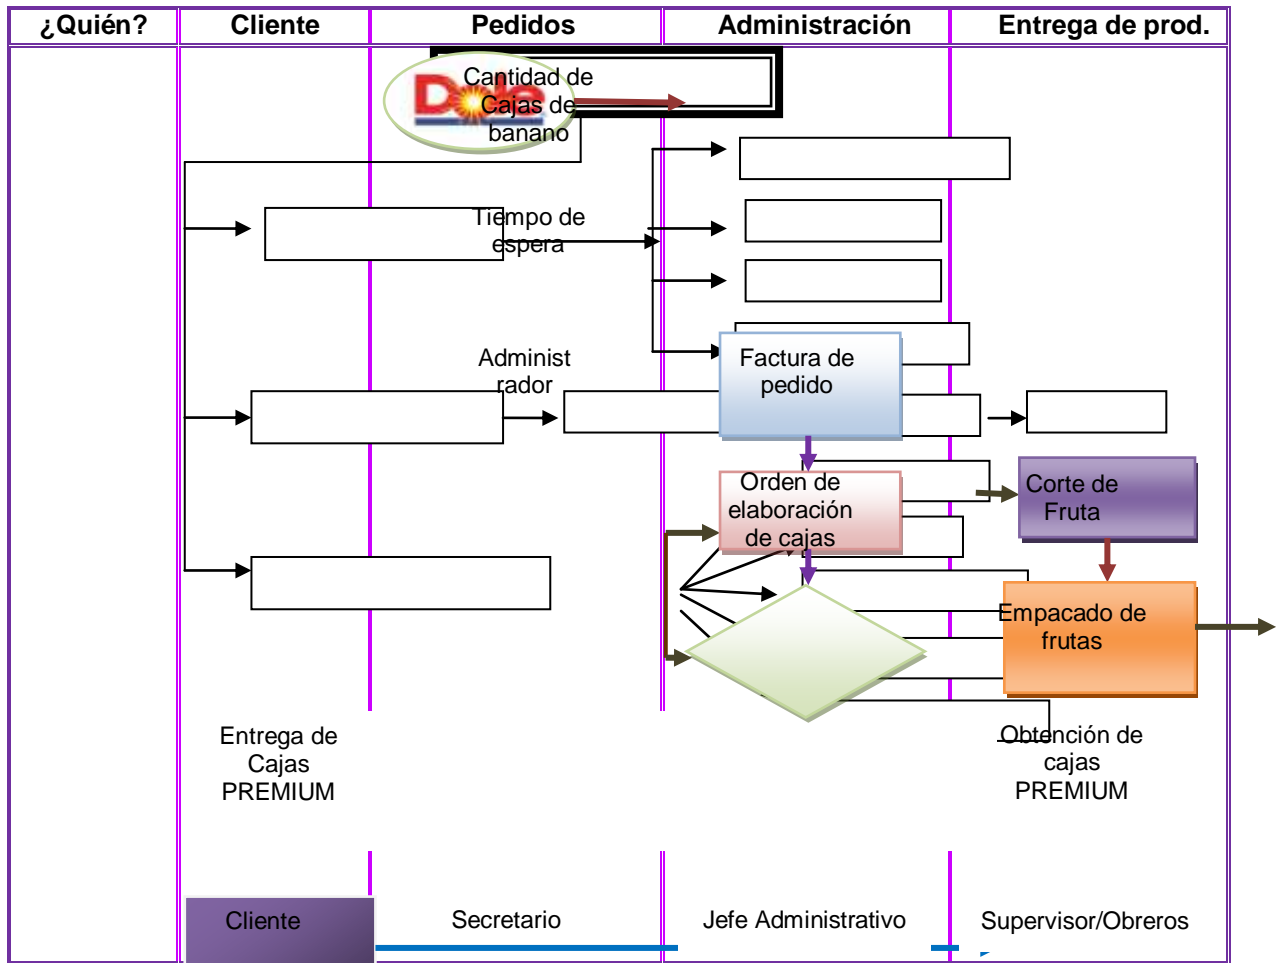 ¿Quién? Cliente Pedidos Administración Entrega de prod.
Dole
Cantidad de
Cajas de
banano
Tiempo de
espera
Administ
rador
Factura de
pedido
Orden de
elaboración
de cajas
Corte de
Fruta
Empacado de
frutas
Entrega de
Cajas
PREMIUM
Obtención de
cajas
PREMIUM
Cliente Secretario Jefe Administrativo Supervisor/Obreros